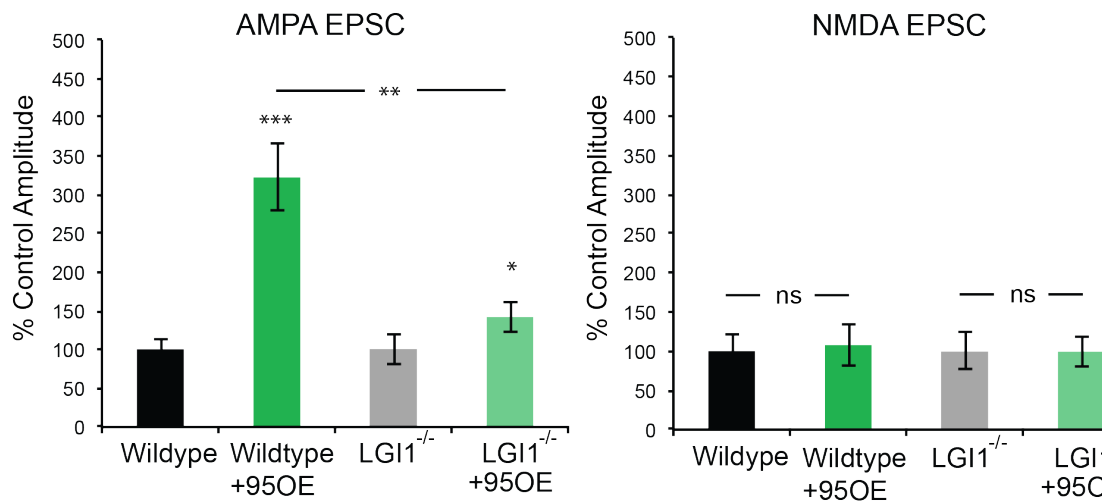 AMPA EPSC
500
450
400
350
300
250
200
150
100
50
0
% Control Amplitude
**
***
*
Wildype
Wildtype
+95OE
LGI1-/-
LGI1-/-
+95OE
NMDA EPSC
500
450
400
350
300
250
200
150
100
50
0
% Control Amplitude
ns
ns
Wildype
Wildtype
+95OE
LGI1-/-
LGI1
+95O